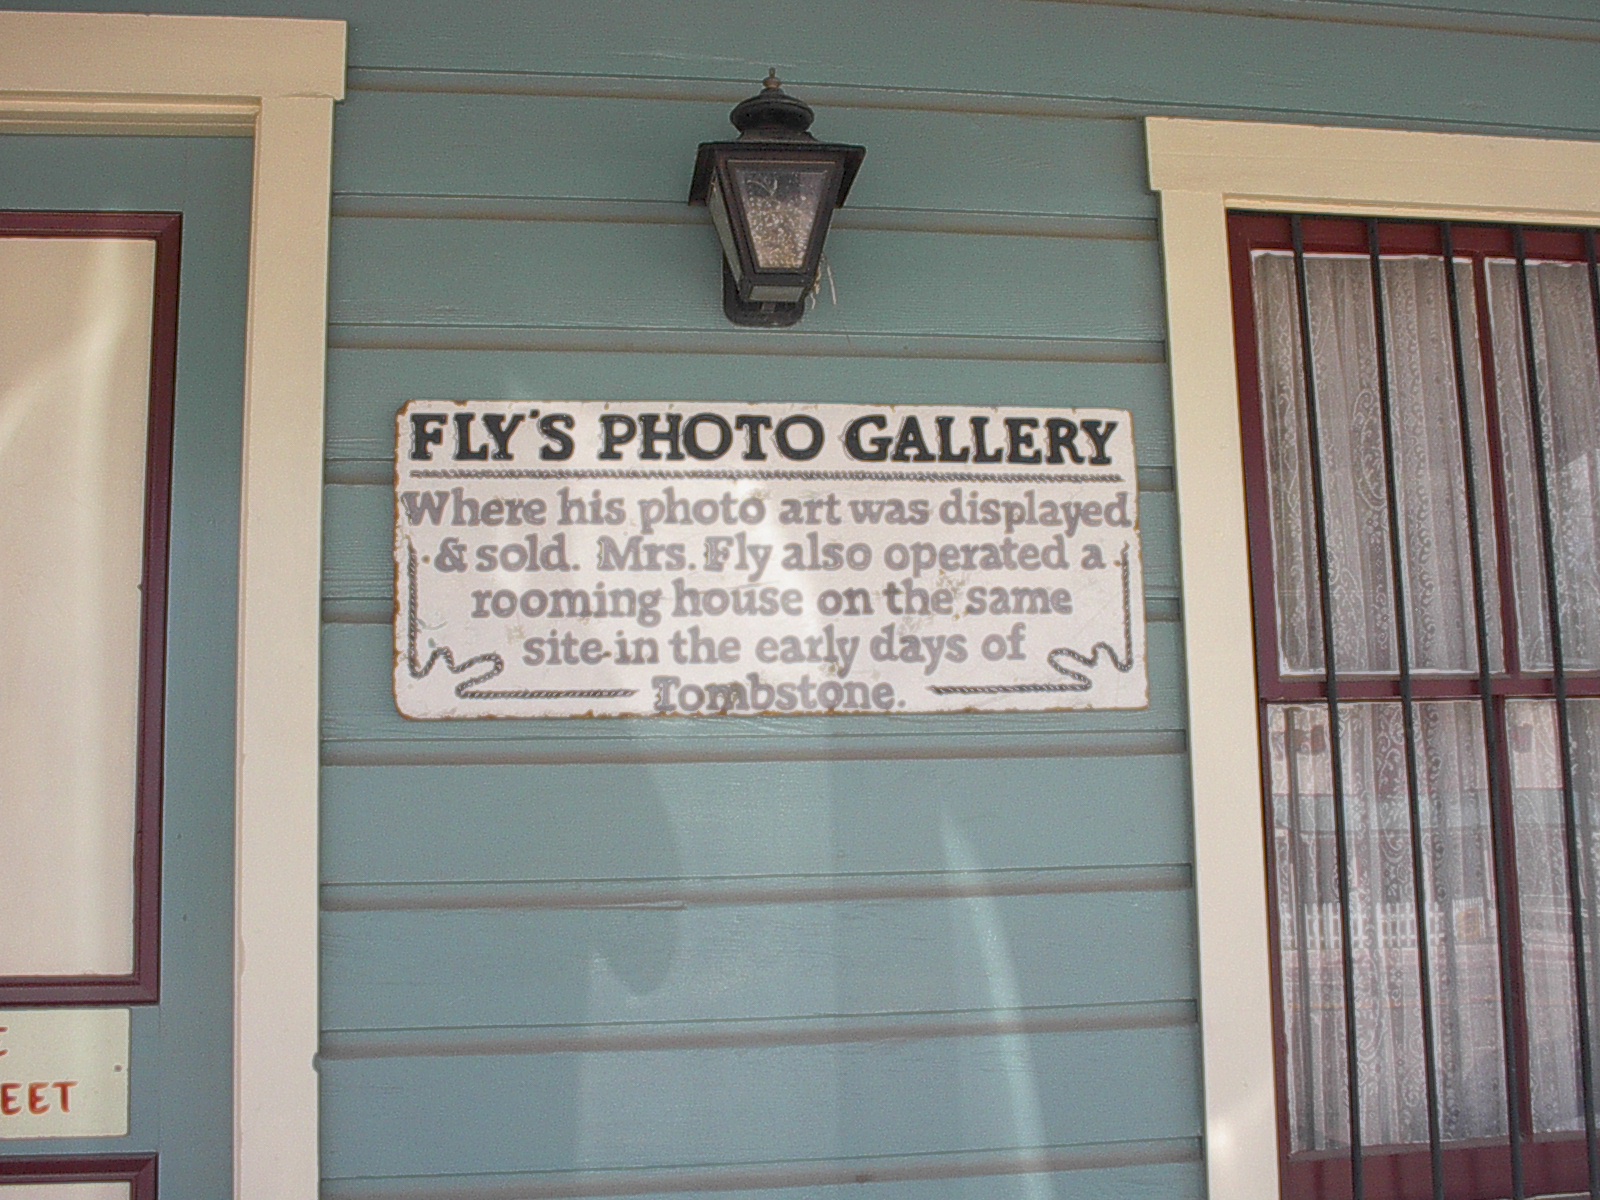 FLY'S PHOTO GALLERY
Where his photo art was displayed
& sold. Mrs. Fly also operated a
rooming house on the same
site in the early days of
Tombstone.
EET